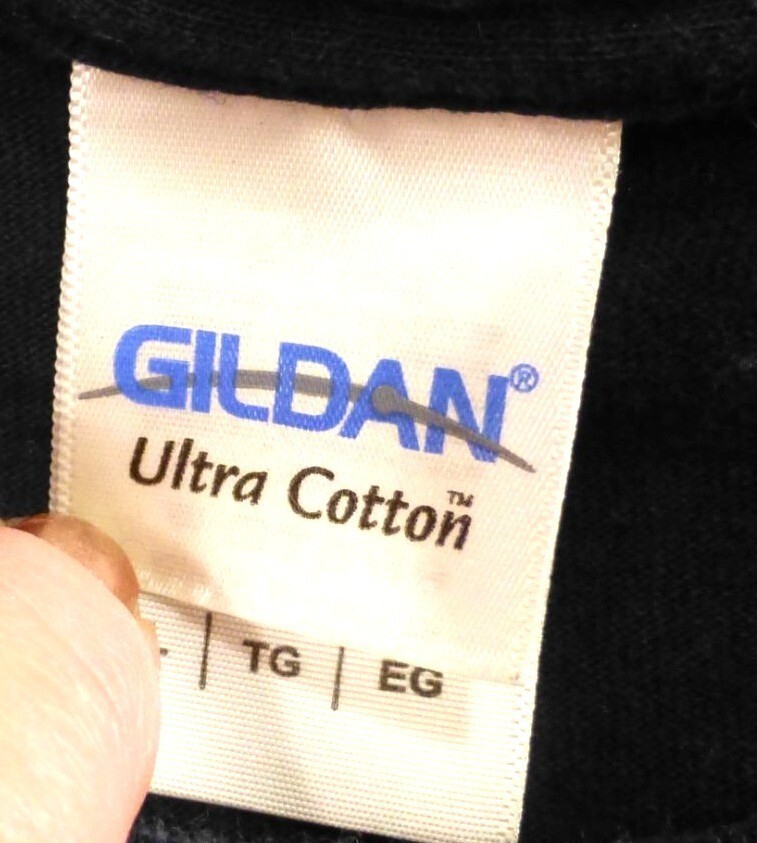 GILDAN®
Ultra Cotton™
| TG | EG